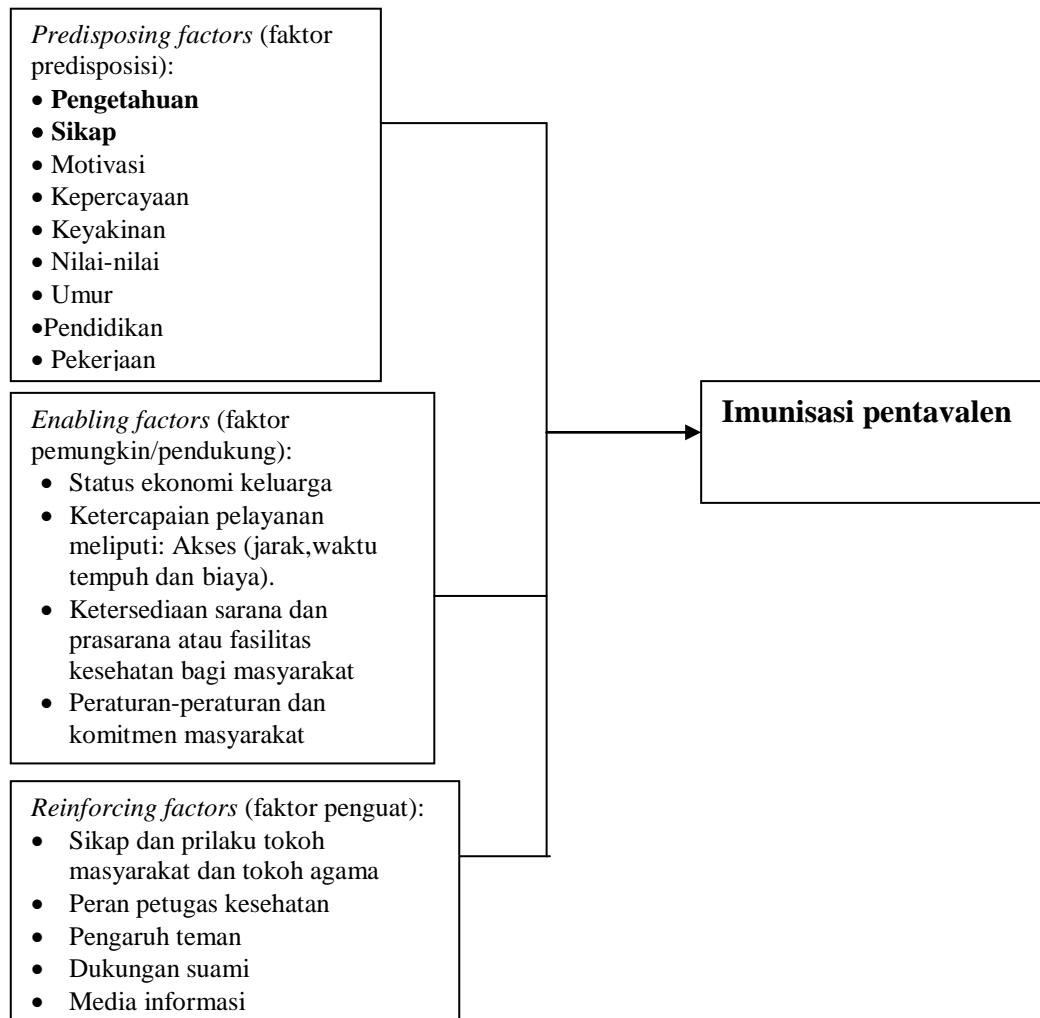 Predisposing factors (faktor
predisposisi):
• Pengetahuan
• Sikap
• Motivasi
• Kepercayaan
• Keyakinan
• Nilai-nilai
• Umur
•Pendidikan
• Pekerjaan
Enabling factors (faktor
pemungkin/pendukung):
• Status ekonomi keluarga
• Ketercapaian pelayanan
meliputi: Akses (jarak,waktu
tempuh dan biaya).
• Ketersediaan sarana dan
prasarana atau fasilitas
kesehatan bagi masyarakat
• Peraturan-peraturan dan
komitmen masyarakat
Reinforcing factors (faktor penguat):
• Sikap dan prilaku tokoh
masyarakat dan tokoh agama
• Peran petugas kesehatan
• Pengaruh teman
• Dukungan suami
• Media informasi
Imunisasi pentavalen